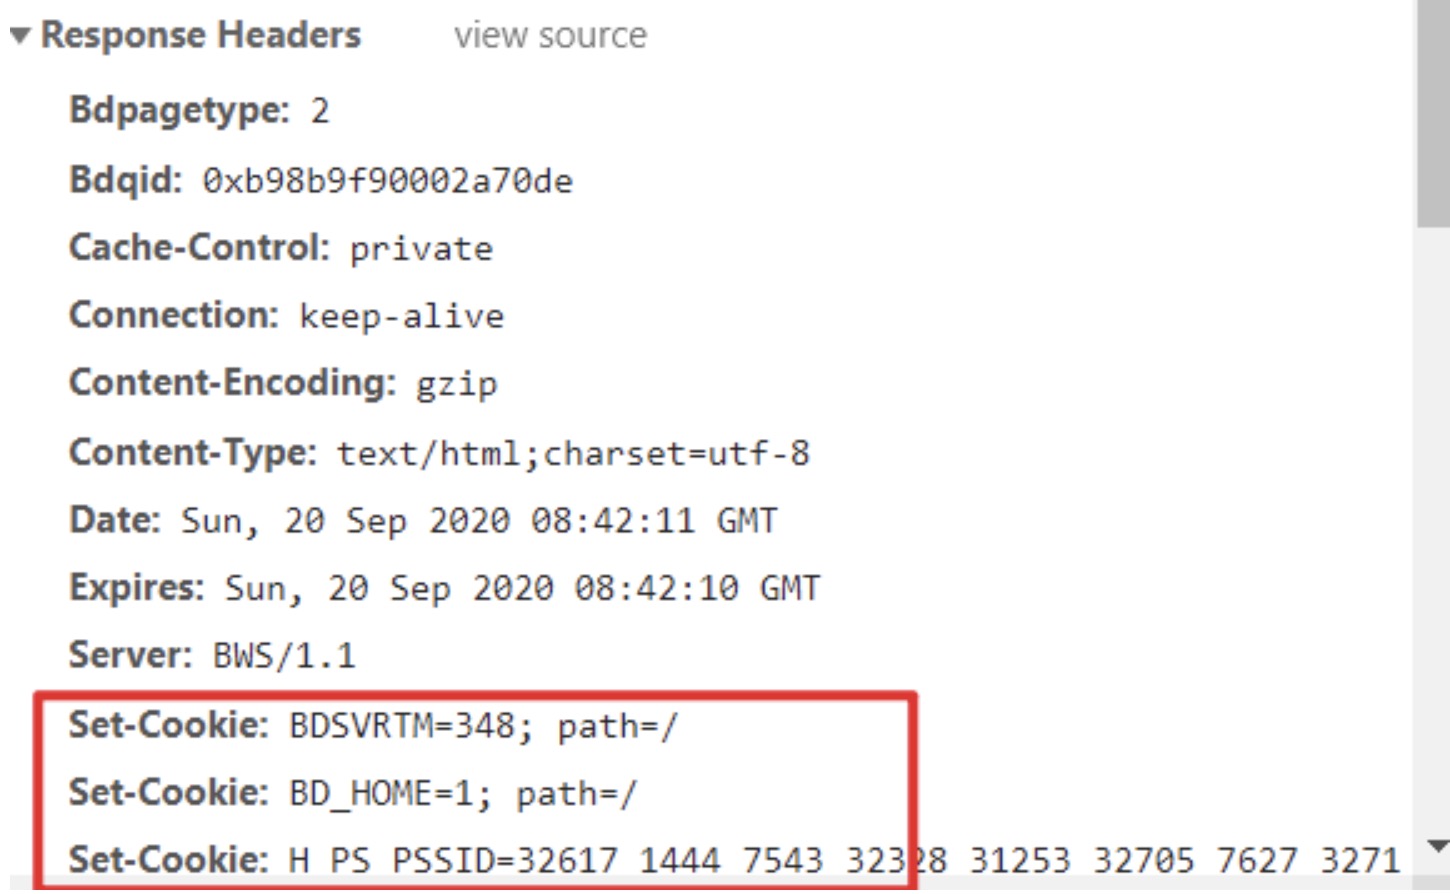 Response Headers view source
Bdpagetype: 2
Bdqid: 0xb98b9f90002a70de
Cache-Control: private
Connection: keep-alive
Content-Encoding: gzip
Content-Type: text/html;charset=utf-8
Date: Sun, 20 Sep 2020 08:42:11 GMT
Expires: Sun, 20 Sep 2020 08:42:10 GMT
Server: BWS/1.1
Set-Cookie: BDSVRTM=348; path=/
Set-Cookie: BD_HOME=1; path=/
Set-Cookie: H PS PSSID=32617 1444 7543 32328 31253 32705 7627 3271